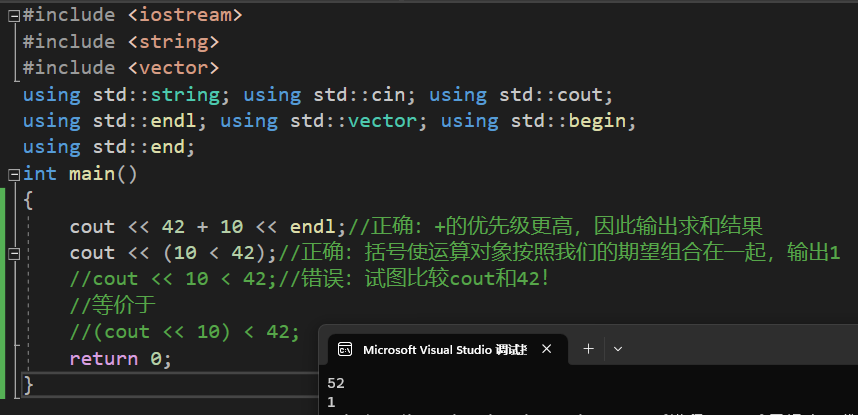 #include <iostream>
#include <string>
#include <vector>
using std::string; using std::cin; using std::cout;
using std::endl; using std::vector; using std::begin;
using std::end;
int main()
{
    cout << 42 + 10 << endl;//正确：+的优先级更高，因此输出求和结果
    cout << (10 < 42);//正确：括号使运算对象按照我们的期望组合在一起，输出1
    //cout << 10 < 42;//错误：试图比较cout和42！
    //等价于
    //(cout << 10) < 42;
    return 0;
}
Microsoft Visual Studio 调试
52
1